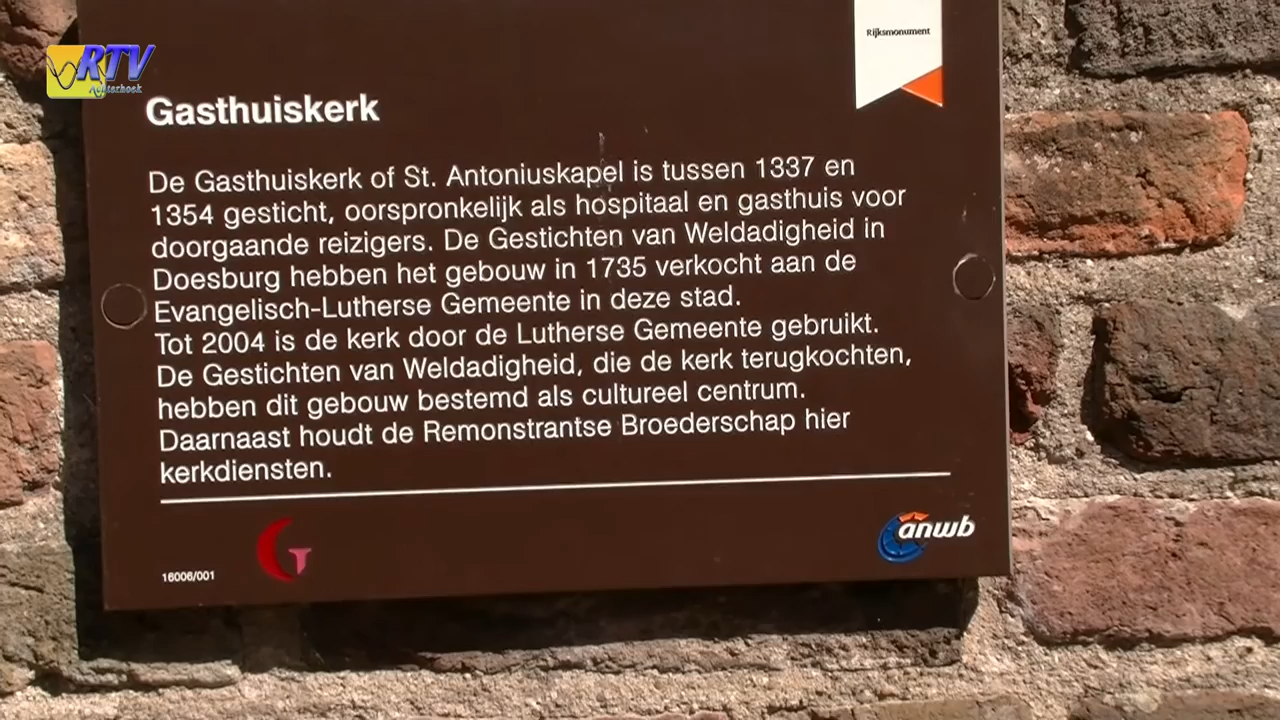 RTV
Achterhoek
Rijksmonument
Gasthuiskerk
De Gasthuiskerk of St. Antoniuskapel is tussen 1337 en
1354 gesticht, oorspronkelijk als hospitaal en gasthuis voor
doorgaande reizigers. De Gestichten van Weldadigheid in
Doesburg hebben het gebouw in 1735 verkocht aan de
Evangelisch-Lutherse Gemeente in deze stad.
Tot 2004 is de kerk door de Lutherse Gemeente gebruikt.
De Gestichten van Weldadigheid, die de kerk terugkochten,
hebben dit gebouw bestemd als cultureel centrum.
Daarnaast houdt de Remonstrantse Broederschap hier
kerkdiensten.
16006/001
GT
anwb